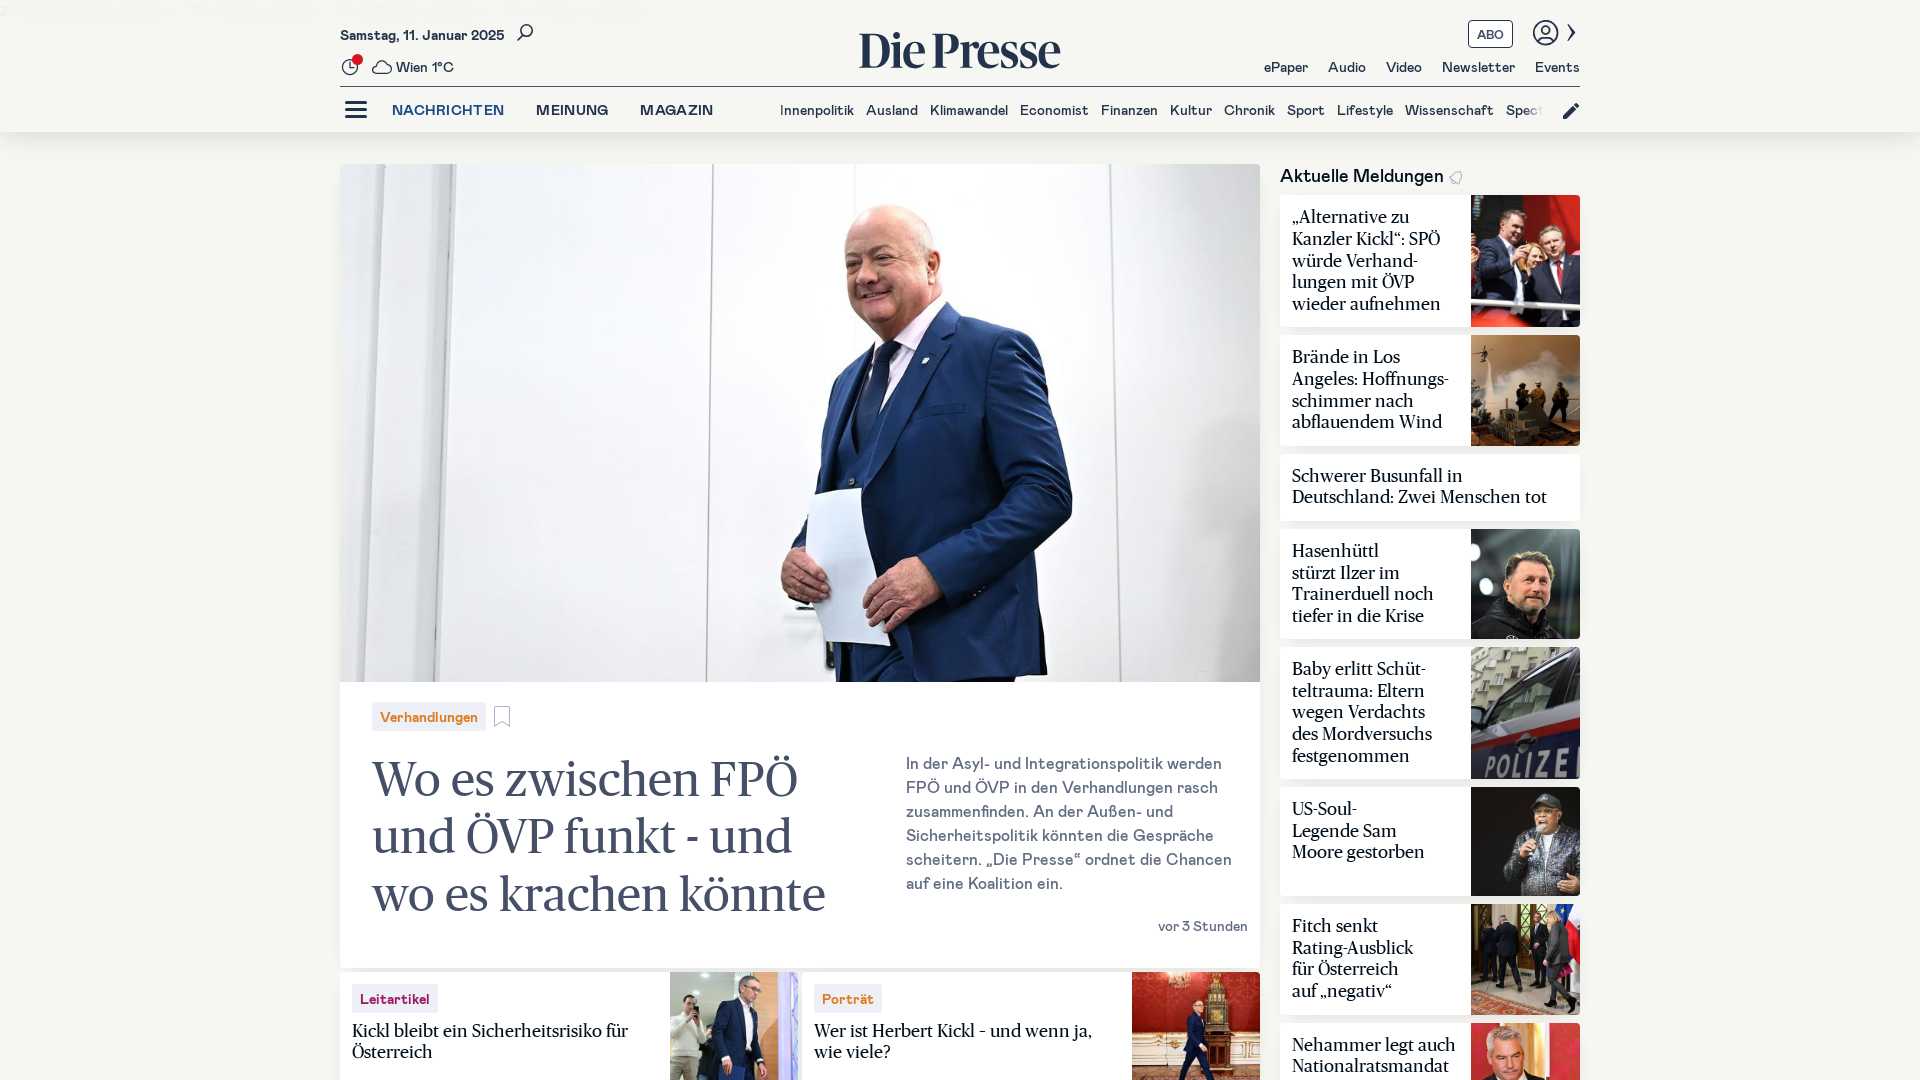 Samstag, 11. Januar 2025
Wien 1°C
Die Presse
ABO
ePaper Audio Video Newsletter Events
NACHRICHTEN MEINUNG MAGAZIN
Innenpolitik Ausland Klimawandel Economist Finanzen Kultur Chronik Sport Lifestyle Wissenschaft Spect
Verhandlungen
Wo es zwischen FPÖ
und ÖVP funkt - und
wo es krachen könnte
In der Asyl- und Integrationspolitik werden
FPÖ und ÖVP in den Verhandlungen rasch
zusammenfinden. An der Außen- und
Sicherheitspolitik könnten die Gespräche
scheitern. „Die Presse“ ordnet die Chancen
auf eine Koalition ein.
vor 3 Stunden
Leitartikel
Kickl bleibt ein Sicherheitsrisiko für
Österreich
Porträt
Wer ist Herbert Kickl – und wenn ja,
wie viele?
Aktuelle Meldungen
„Alternative zu
Kanzler Kickl“: SPÖ
würde Verhand-
lungen mit ÖVP
wieder aufnehmen
Brände in Los
Angeles: Hoffnungs-
schimmer nach
abflauendem Wind
Schwerer Busunfall in
Deutschland: Zwei Menschen tot
Hasenhüttl
stürzt Ilzer im
Trainerduell noch
tiefer in die Krise
Baby erlitt Schüt-
teltrauma: Eltern
wegen Verdachts
des Mordversuchs
festgenommen
POLIZEI
US-Soul-
Legende Sam
Moore gestorben
Fitch senkt
Rating-Ausblick
für Österreich
auf „negativ“
Nehammer legt auch
Nationalratsmandat